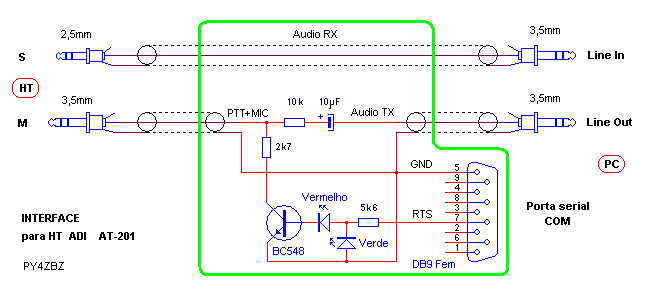 Audio RX
2,5mm
3,5mm
S
Line In
HT
3,5mm
10k
10µF
3,5mm
PTT+MIC
Audio TX
M
Line Out
2k7
GND
PC
5
9
4
8
3
7
2
6
1
Vermelho
5k6
RTS
Porta serial
COM
INTERFACE
para HT ADI AT-201
Verde
BC548
DB9 Fem
PY4ZBZ
+